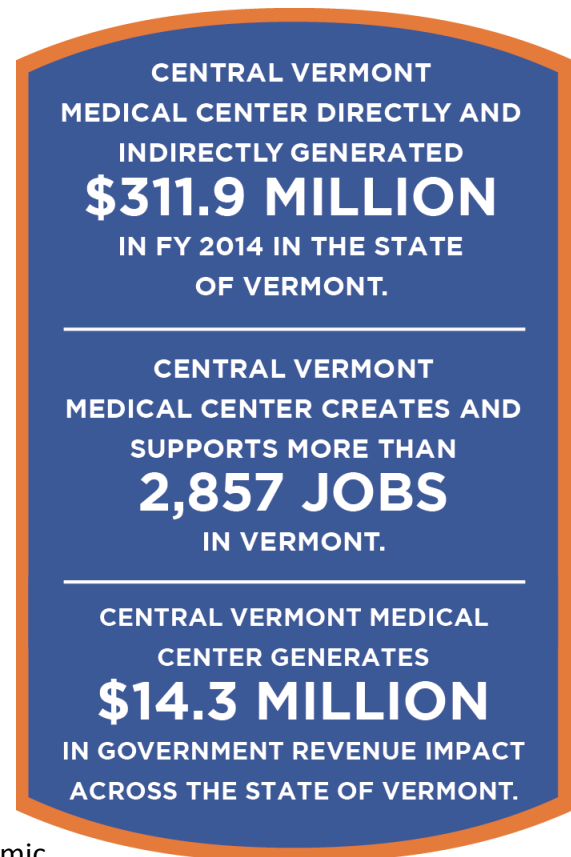 CENTRAL VERMONT
MEDICAL CENTER DIRECTLY AND
INDIRECTLY GENERATED
$311.9 MILLION
IN FY 2014 IN THE STATE
OF VERMONT.
CENTRAL VERMONT
MEDICAL CENTER CREATES AND
SUPPORTS MORE THAN
2,857 JOBS
IN VERMONT.
CENTRAL VERMONT MEDICAL
CENTER GENERATES
$14.3 MILLION
IN GOVERNMENT REVENUE IMPACT
ACROSS THE STATE OF VERMONT.
mic